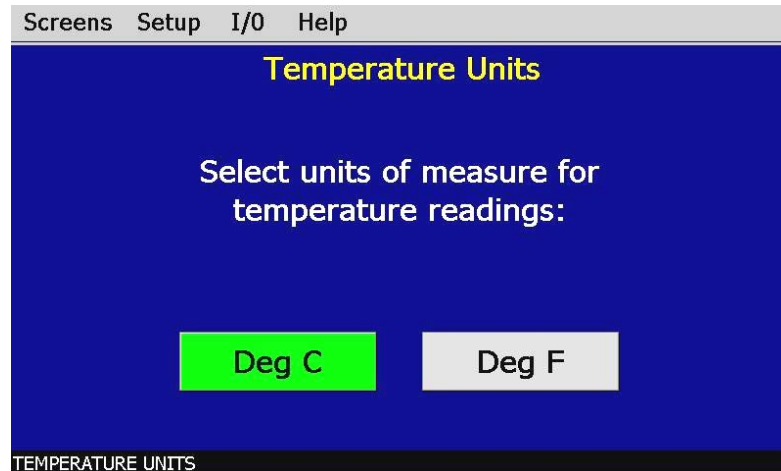 Screens Setup I/0 Help
Temperature Units
Select units of measure for
temperature readings:
Deg C Deg F
TEMPERATURE UNITS